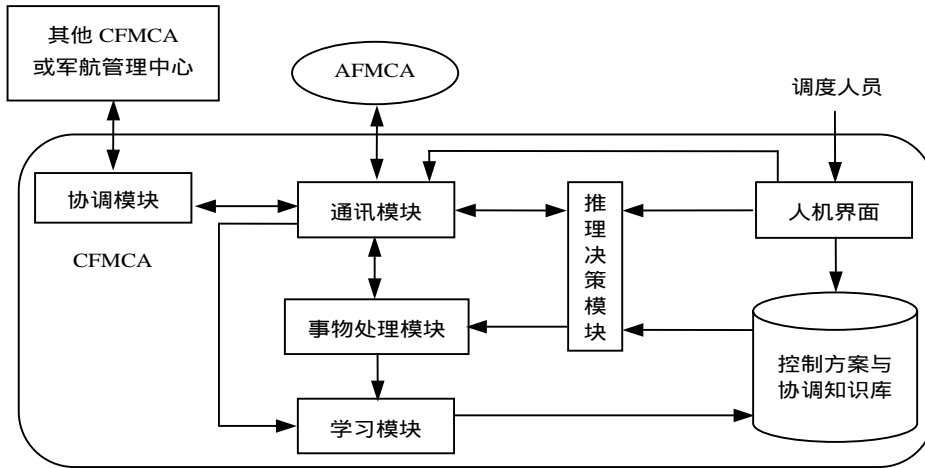 其他 CFMCA
或军航管理中心
AFMCA
调度人员
协调模块
通讯模块
推理决策模块
人机界面
CFMCA
事物处理模块
控制方案与
协调知识库
学习模块